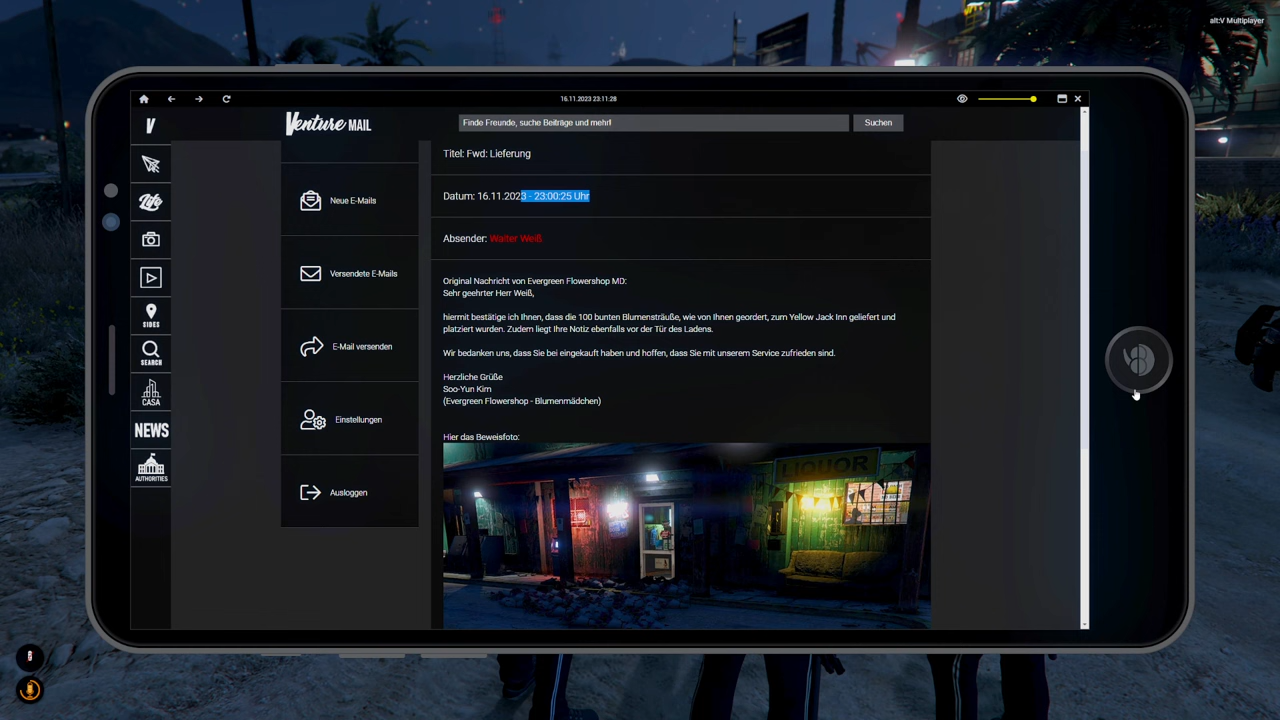 alt:V Multiplayer
16.11.2023 23:11:28
V
Venture MAIL
Finde Freunde, suche Beiträge und mehr!
Suchen
Life
SIDES
SEARCH
CASA
NEWS
AUTHORITIES
Neue E-Mails
Versendete E-Mails
E-Mail versenden
Einstellungen
Ausloggen
Titel: Fwd: Lieferung
Datum: 16.11.2023 - 23:00:25 Uhr
Absender: Walter Weiß
Original Nachricht von Evergreen Flowershop MD:
Sehr geehrter Herr Weiß,
hiermit bestätige ich Ihnen, dass die 100 bunten Blumensträuße, wie von Ihnen geordert, zum Yellow Jack Inn geliefert und
platziert wurden. Zudem liegt Ihre Notiz ebenfalls vor der Tür des Ladens.
Wir bedanken uns, dass Sie bei eingekauft haben und hoffen, dass Sie mit unserem Service zufrieden sind.
Herzliche Grüße
Soo-Yun Kim
(Evergreen Flowershop - Blumenmädchen)
Hier das Beweisfoto:
LIQUOR